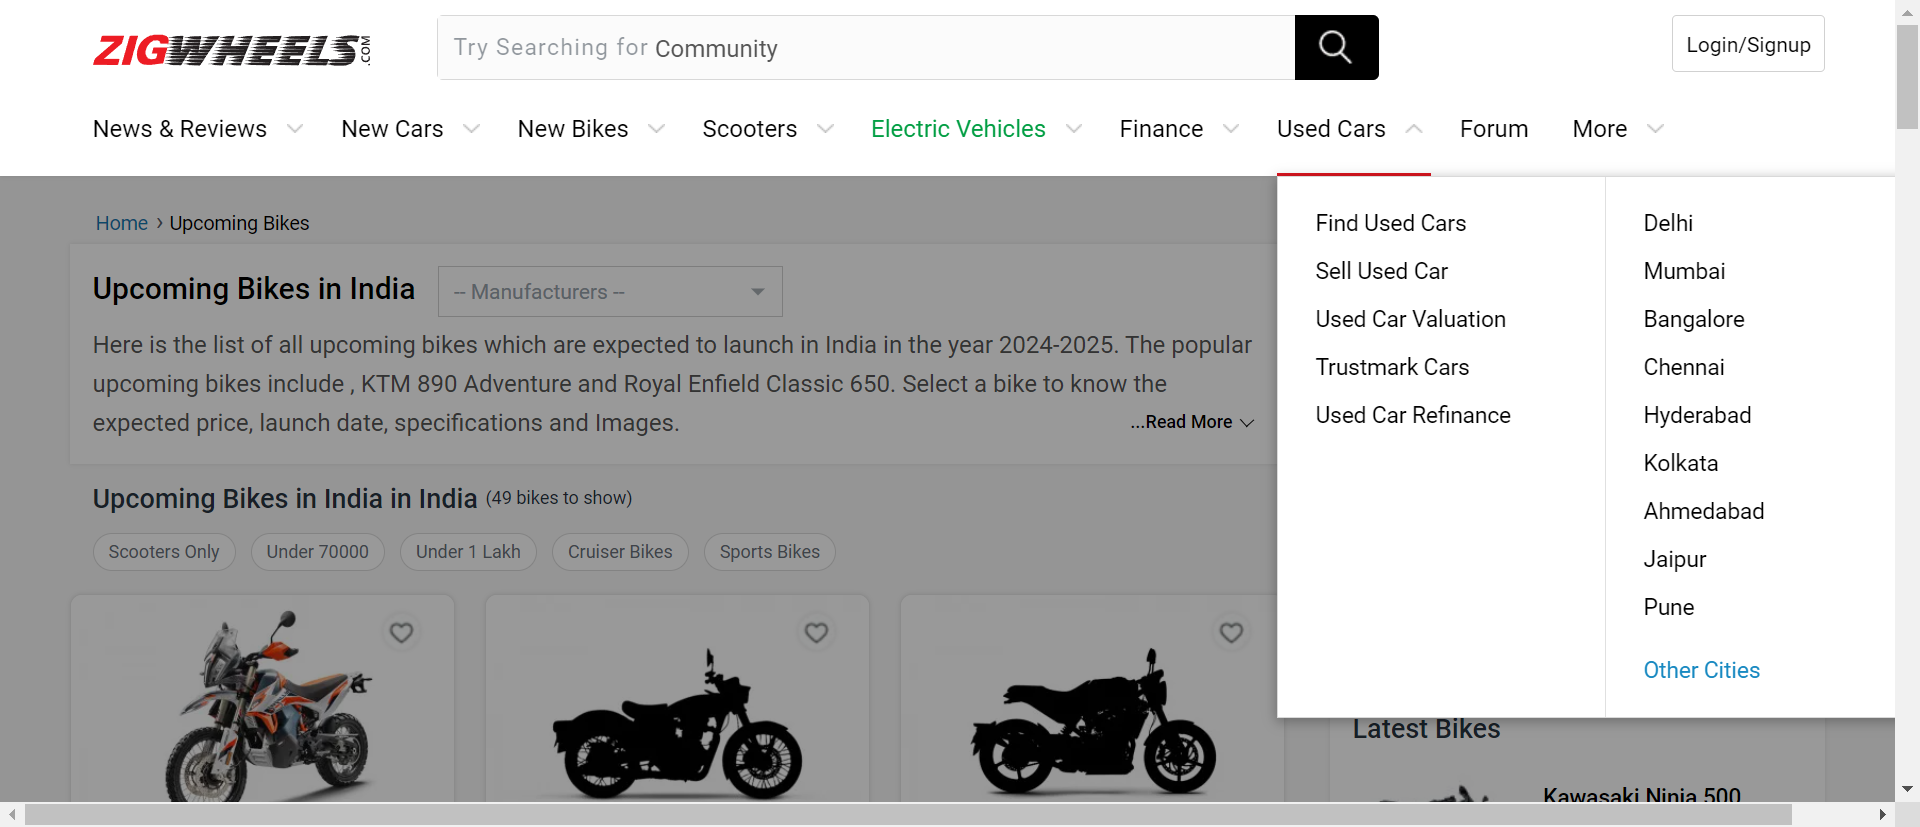 ZIGWHEELS.COM
Try Searching for Community
Login/Signup
News & Reviews
New Cars
New Bikes
Scooters
Electric Vehicles
Finance
Used Cars
Forum
More
Home › Upcoming Bikes
Upcoming Bikes in India
-- Manufacturers --
Here is the list of all upcoming bikes which are expected to launch in India in the year 2024-2025. The popular
upcoming bikes include , KTM 890 Adventure and Royal Enfield Classic 650. Select a bike to know the
expected price, launch date, specifications and Images.
...Read More
Upcoming Bikes in India in India (49 bikes to show)
Scooters Only
Under 70000
Under 1 Lakh
Cruiser Bikes
Sports Bikes
Find Used Cars
Sell Used Car
Used Car Valuation
Trustmark Cars
Used Car Refinance
Delhi
Mumbai
Bangalore
Chennai
Hyderabad
Kolkata
Ahmedabad
Jaipur
Pune
Other Cities
Latest Bikes
Kawasaki Ninja 500